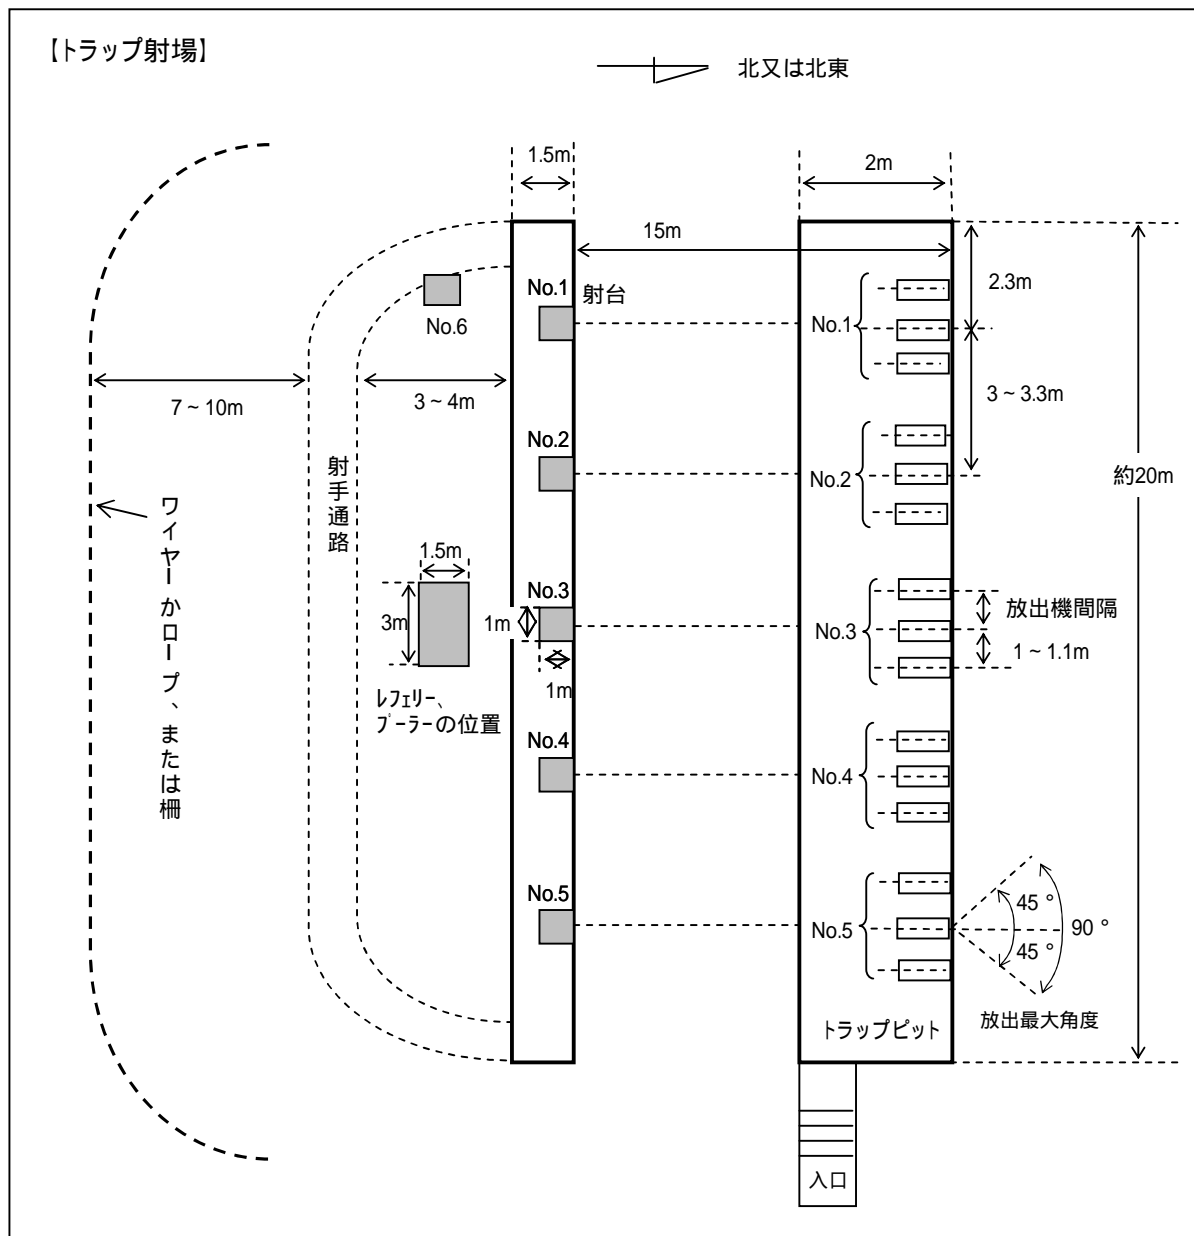 【トラップ射場】
北又は北東
1.5m
2m
15m
2.3m
No.1
射台
No.6
No.1
3～3.3m
7～10m
3～4m
No.2
No.2
約20m
射手通路
ワイヤーかロープ、または柵
1.5m
No.3
3m
1m
1m
No.3
放出機間隔
1～1.1m
レフェリー、
プーラーの位置
No.4
No.4
No.5
No.5
45°
45°
90°
放出最大角度
トラップピット
入口